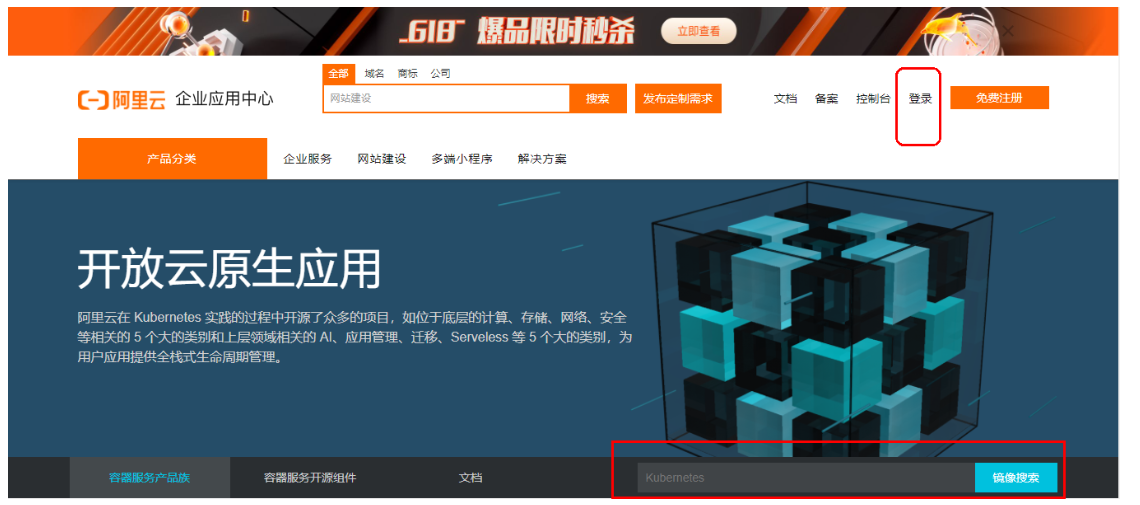 618 爆品限时秒杀 立即查看
全部 域名 商标 公司
阿里云 企业应用中心 网站建设 搜索 发布定制需求 文档 备案 控制台 登录 免费注册
产品分类 企业服务 网站建设 多端小程序 解决方案
开放云原生应用
阿里云在 Kubernetes 实践的过程中开源了众多的项目，如位于底层的计算、存储、网络、安全
等相关的 5 个大的类别和上层领域相关的 AI、应用管理、迁移、Serveless 等 5 个大的类别，为
用户应用提供全栈式生命周期管理。
容器服务产品族 容器服务开源组件 文档 Kubernetes 镜像搜索